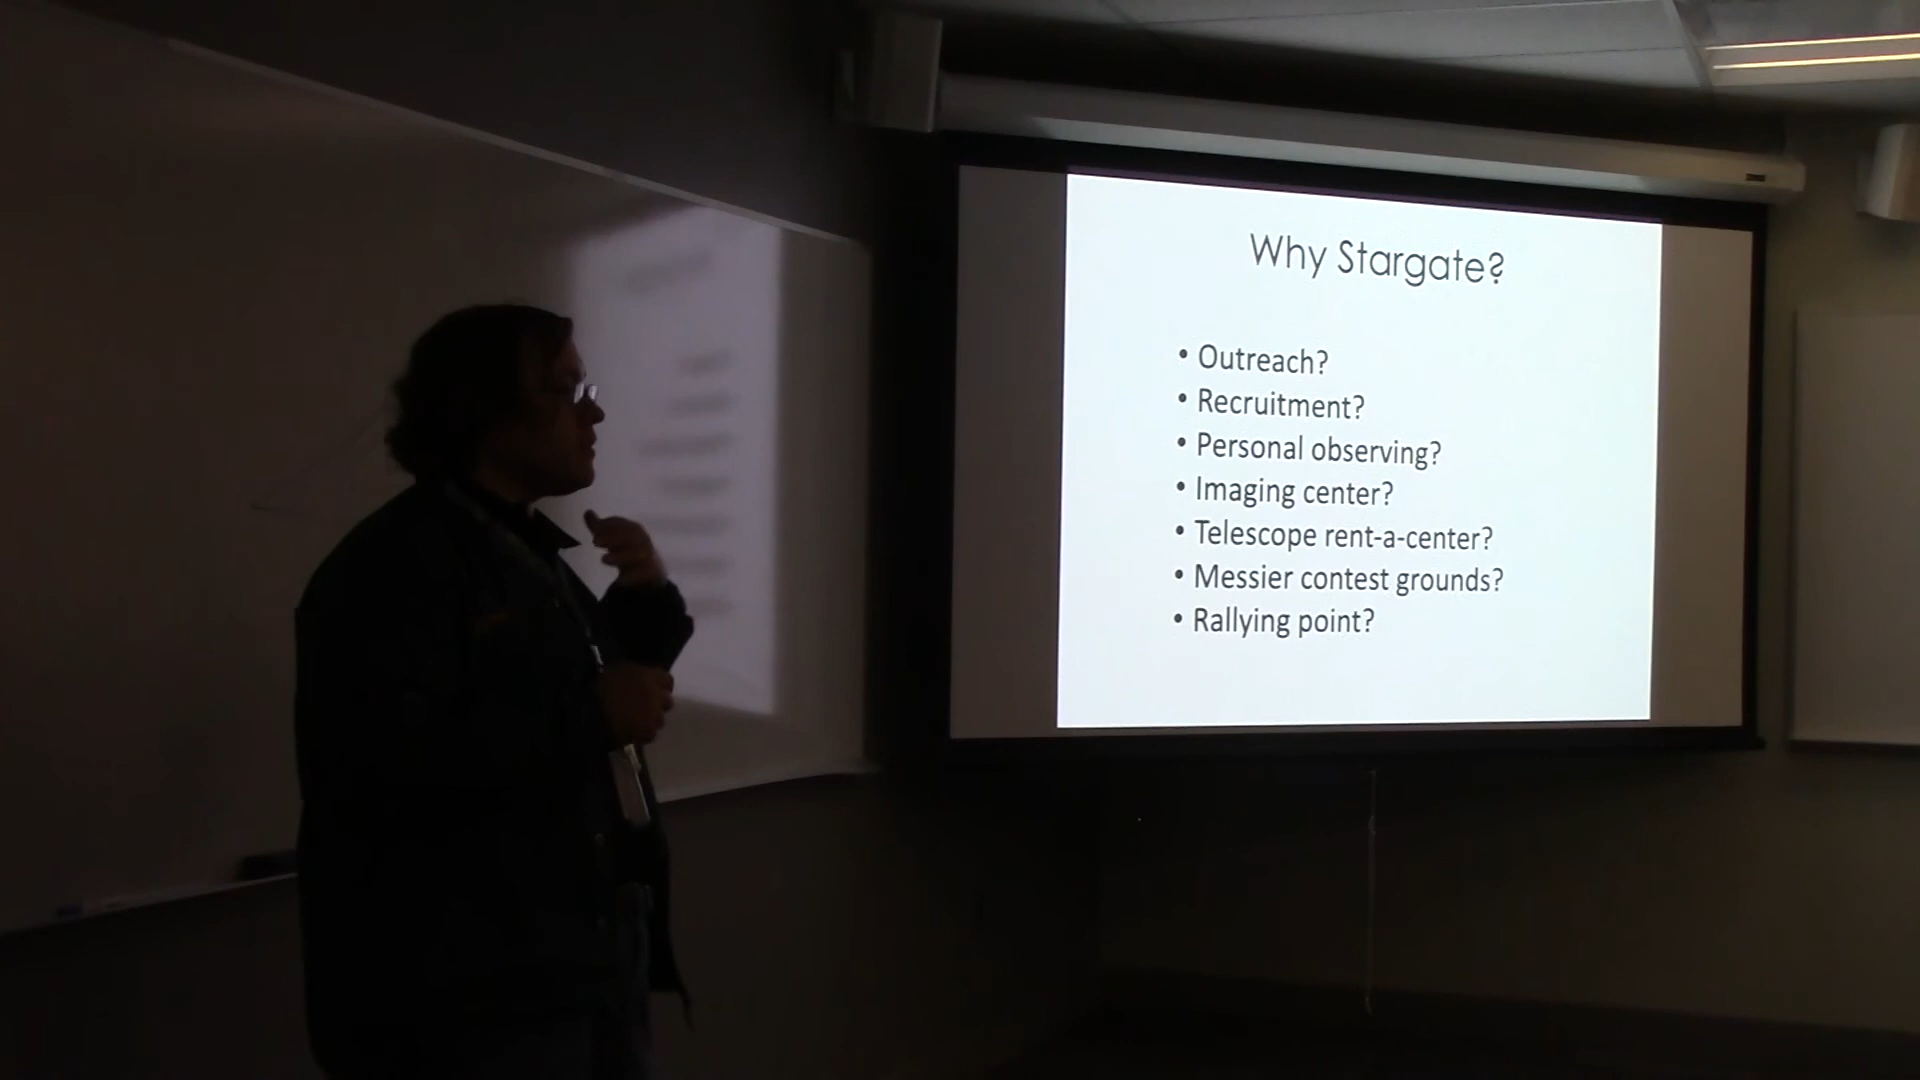 Why Stargate?
• Outreach?
• Recruitment?
• Personal observing?
• Imaging center?
• Telescope rent-a-center?
• Messier contest grounds?
• Rallying point?